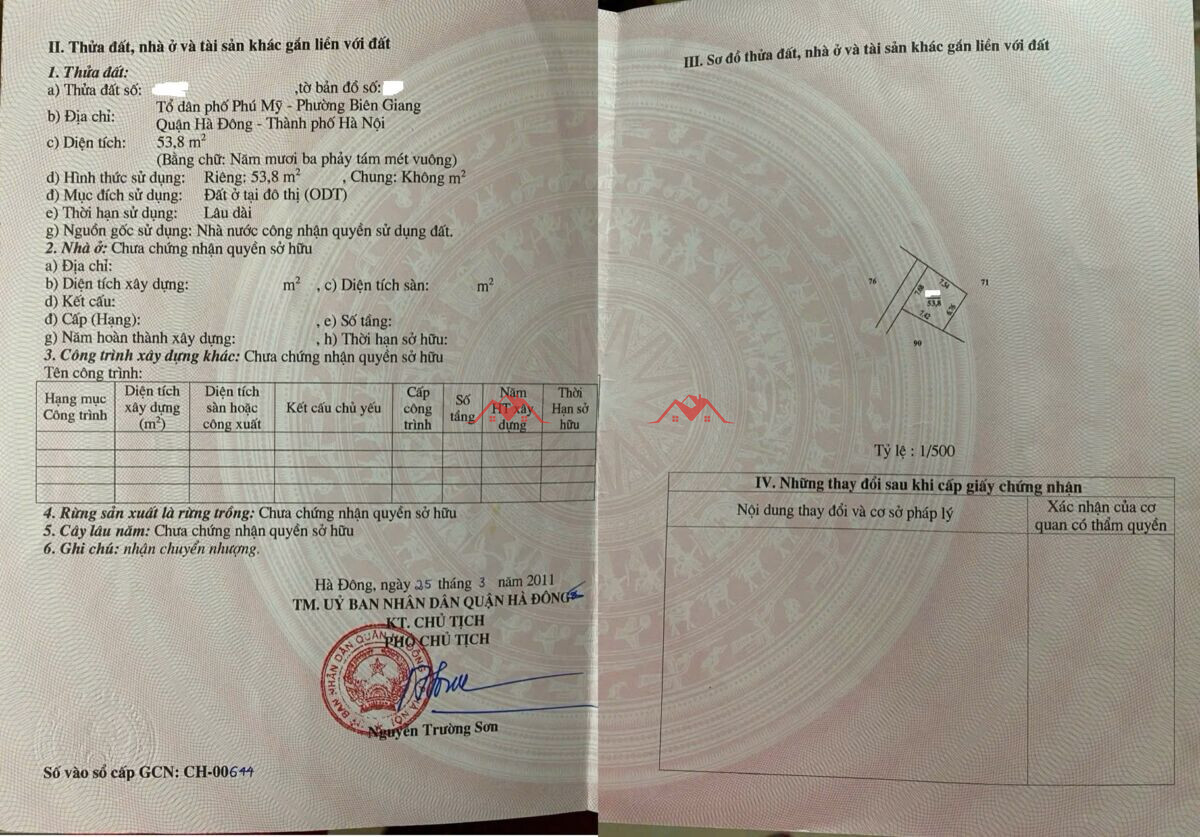 II. Thửa đất, nhà ở và tài sản khác gắn liền với đất
1. Thửa đất:
a) Thửa đất số: ,tờ bản đồ số:
b) Địa chỉ: Tổ dân phố Phú Mỹ - Phường Biên Giang
Quận Hà Đông - Thành phố Hà Nội
c) Diện tích: 53,8 m²
(Bằng chữ: Năm mươi ba phảy tám mét vuông)
d) Hình thức sử dụng: Riêng: 53,8 m² , Chung: Không m²
đ) Mục đích sử dụng: Đất ở tại đô thị (ODT)
e) Thời hạn sử dụng: Lâu dài
g) Nguồn gốc sử dụng: Nhà nước công nhận quyền sử dụng đất.
2. Nhà ở: Chưa chứng nhận quyền sở hữu
a) Địa chỉ:
b) Diện tích xây dựng: m² , c) Diện tích sàn: m²
d) Kết cấu:
đ) Cấp (Hạng): , e) Số tầng:
g) Năm hoàn thành xây dựng: , h) Thời hạn sở hữu:
3. Công trình xây dựng khác: Chưa chứng nhận quyền sở hữu
Tên công trình:
Hạng mục Công trình
Diện tích xây dựng (m²)
Diện tích sàn hoặc công xuất
Kết cấu chủ yếu
Cấp công trình
Số tầng
Năm HT xây dựng
Thời Hạn sở hữu
4. Rừng sản xuất là rừng trồng: Chưa chứng nhận quyền sở hữu
5. Cây lâu năm: Chưa chứng nhận quyền sở hữu
6. Ghi chú: nhận chuyển nhượng.
Hà Đông, ngày 25 tháng 3 năm 2011
TM. UỶ BAN NHÂN DÂN QUẬN HÀ ĐÔNG
KT. CHỦ TỊCH
PHÓ CHỦ TỊCH
Nguyễn Trường Sơn
Số vào sổ cấp GCN: CH-00644
III. Sơ đồ thửa đất, nhà ở và tài sản khác gắn liền với đất
76
71
7.54
7.68
53,8
6.76
7.42
90
Tỷ lệ : 1/500
IV. Những thay đổi sau khi cấp giấy chứng nhận
Nội dung thay đổi và cơ sở pháp lý
Xác nhận của cơ
quan có thẩm quyền